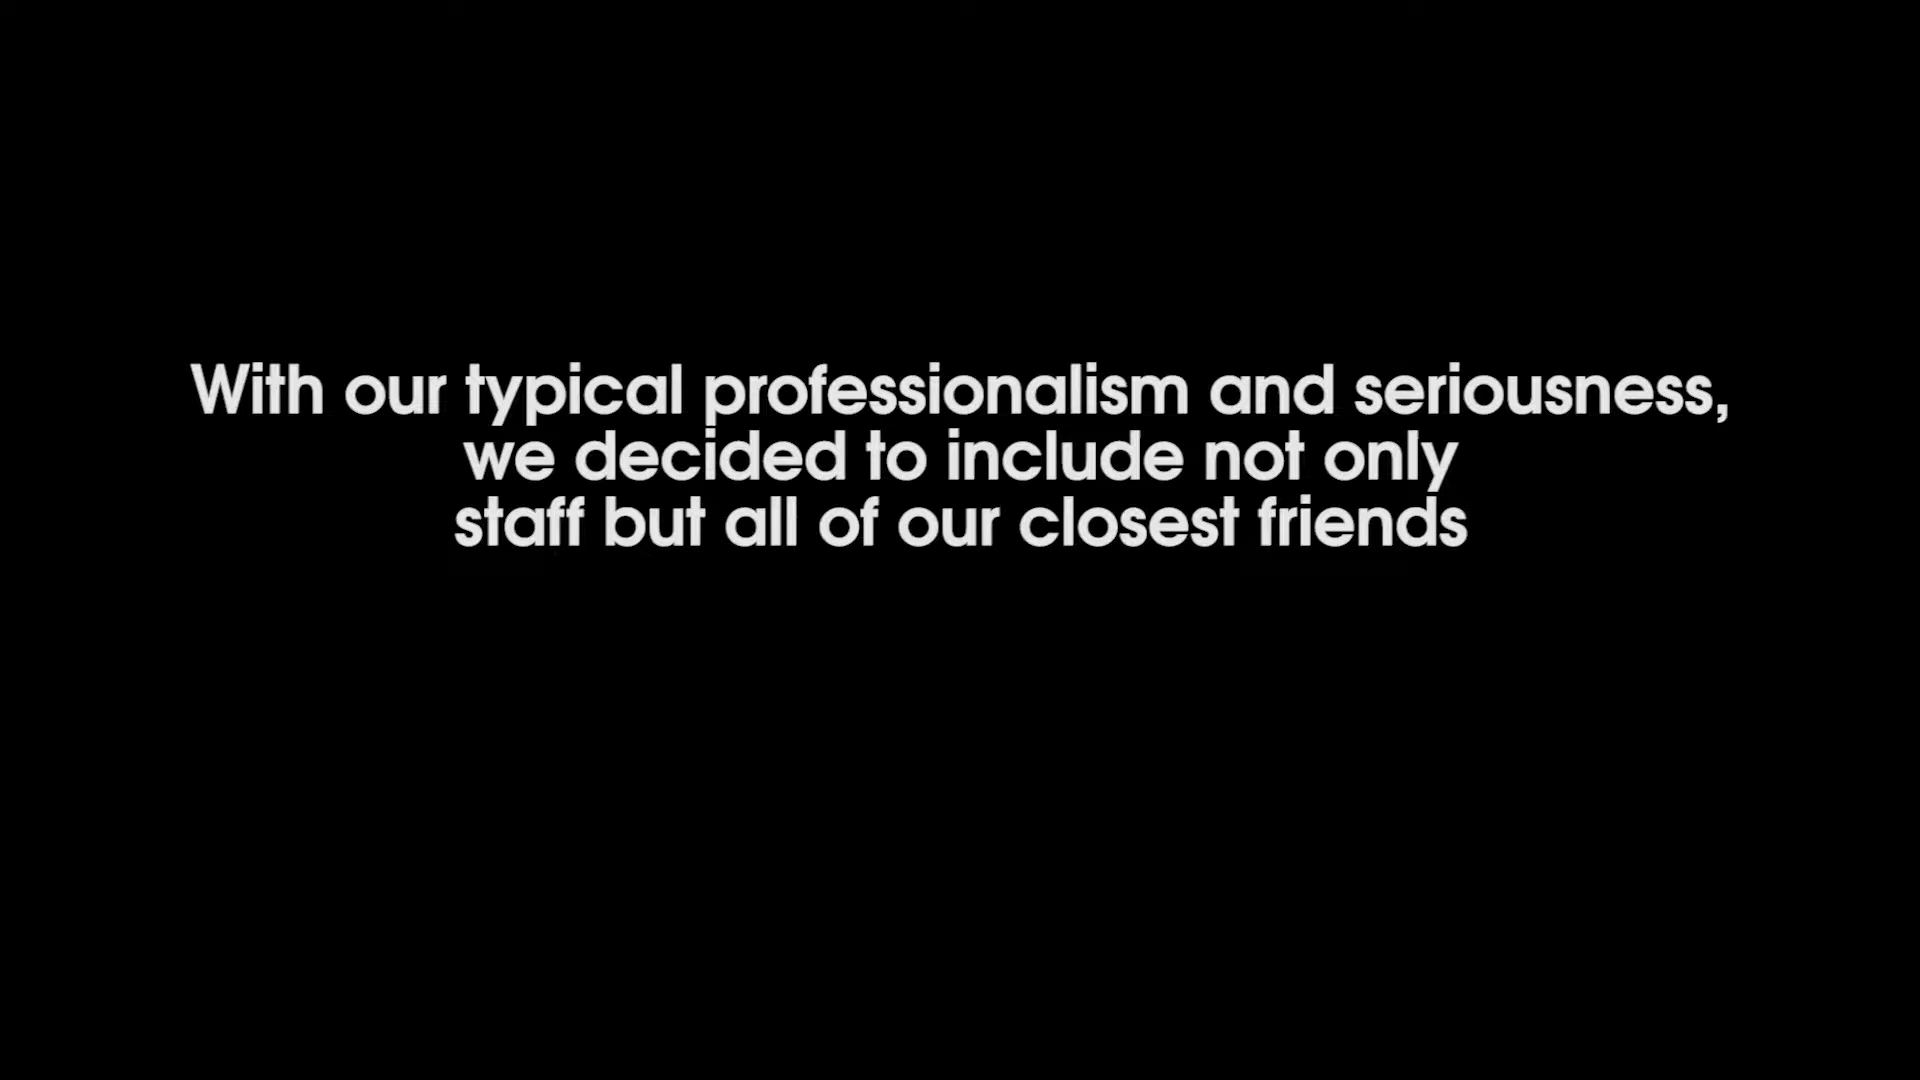 With our typical professionalism and seriousness,
we decided to include not only
staff but all of our closest friends